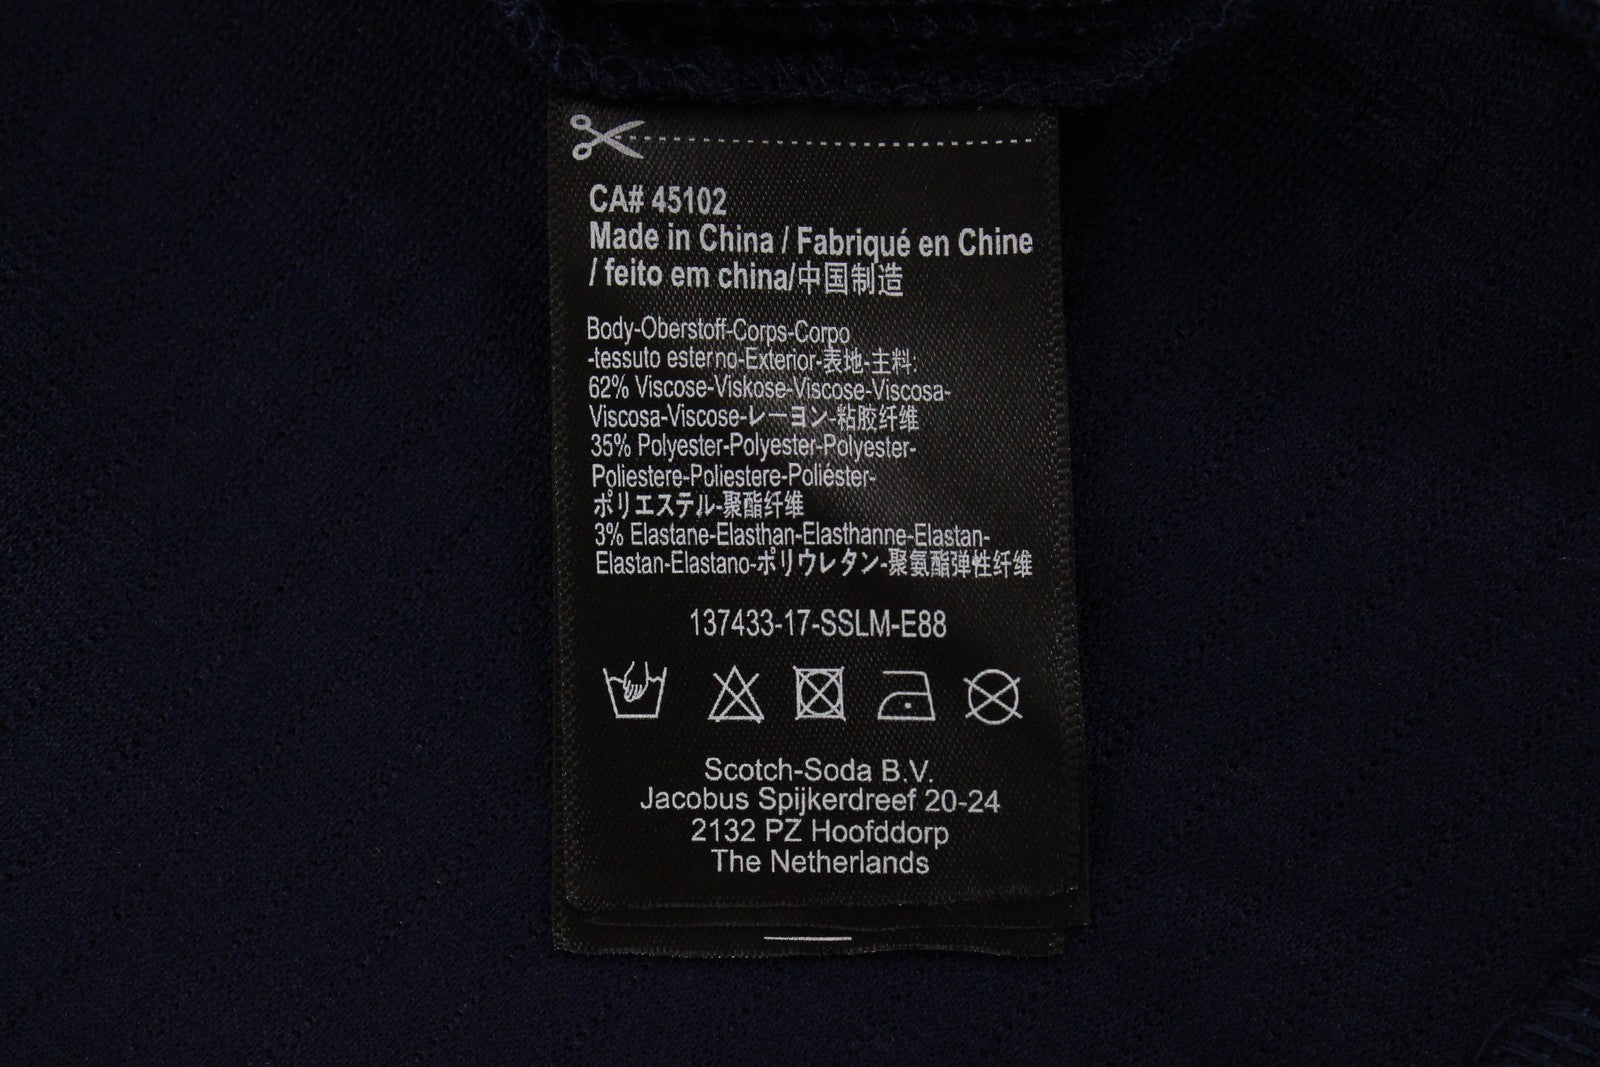 CA# 45102
Made in China / Fabriqué en Chine
/ feito em china/中国制造
Body-Oberstoff-Corps-Corpo
-tessuto esterno-Exterior-表地-主料:
62% Viscose-Viskose-Viscose-Viscosa-
Viscosa-Viscose-レーヨン-粘胶纤维
35% Polyester-Polyester-Polyester-
Poliestere-Poliestere-Poliéster-
ポリエステル-聚酯纤维
3% Elastane-Elasthan-Elasthanne-Elastan-
Elastan-Elastano-ポリウレタン-聚氨酯弹性纤维
137433-17-SSLM-E88
Scotch-Soda B.V.
Jacobus Spijkerdreef 20-24
2132 PZ Hoofddorp
The Netherlands